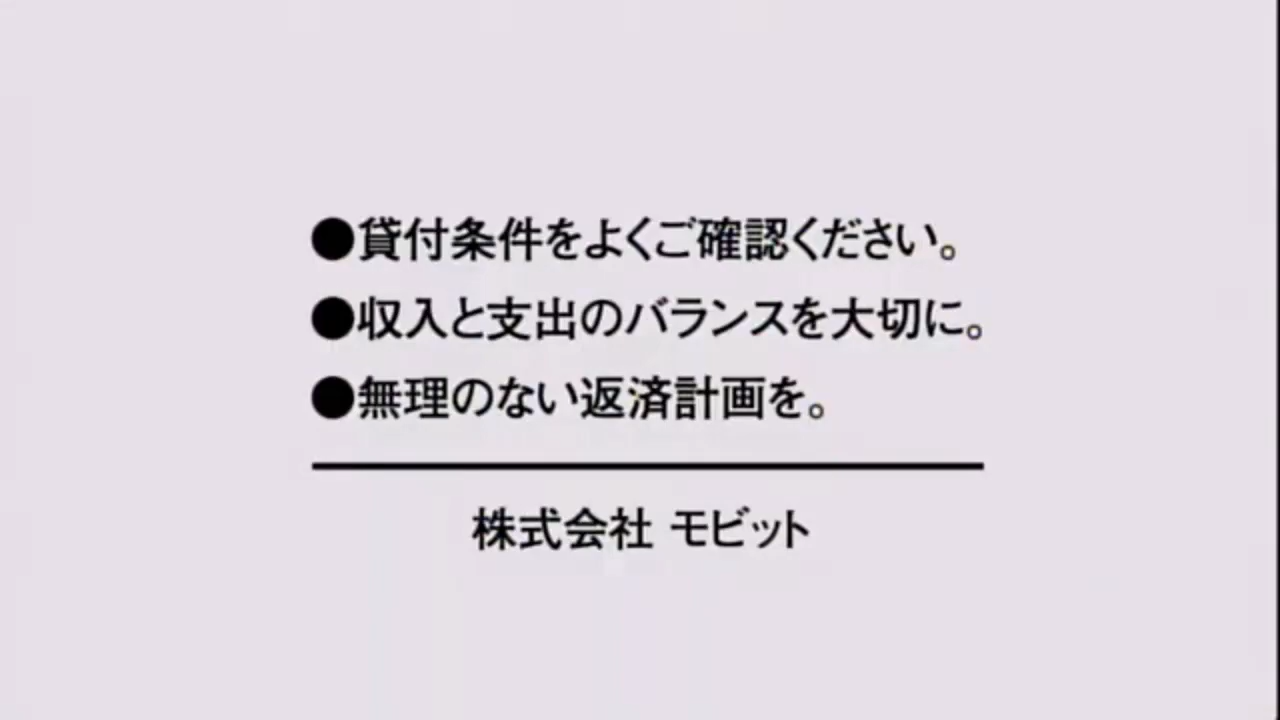 ●貸付条件をよくご確認ください。
●収入と支出のバランスを大切に。
●無理のない返済計画を。
株式会社 モビット